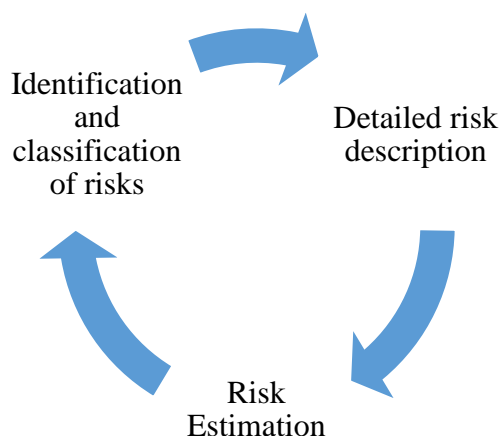 Identification
and
classification
of risks
Detailed risk
description
Risk
Estimation